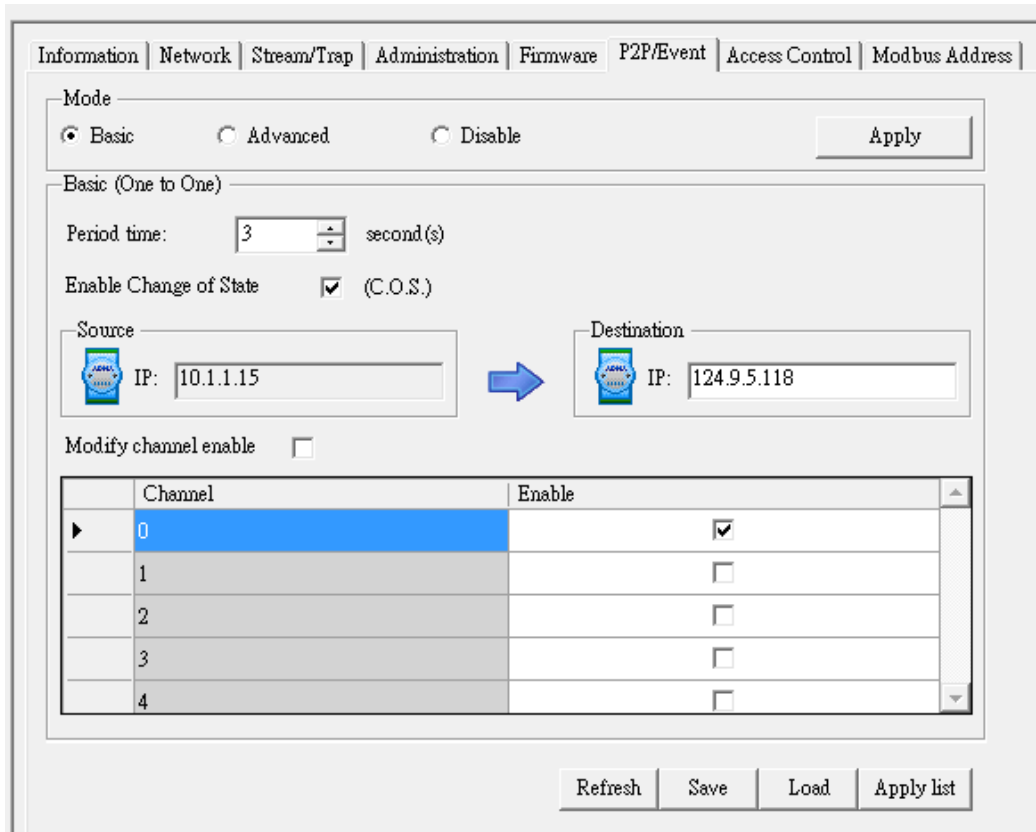 Information Network Stream/Trap Administration Firmware P2P/Event Access Control Modbus Address
Mode
Basic Advanced Disable Apply
Basic (One to One)
Period time: 3 second(s)
Enable Change of State (C.O.S.)
Source Destination
IP: 10.1.1.15 IP: 124.9.5.118
Modify channel enable
Channel Enable
0
1
2
3
4
Refresh Save Load Apply list